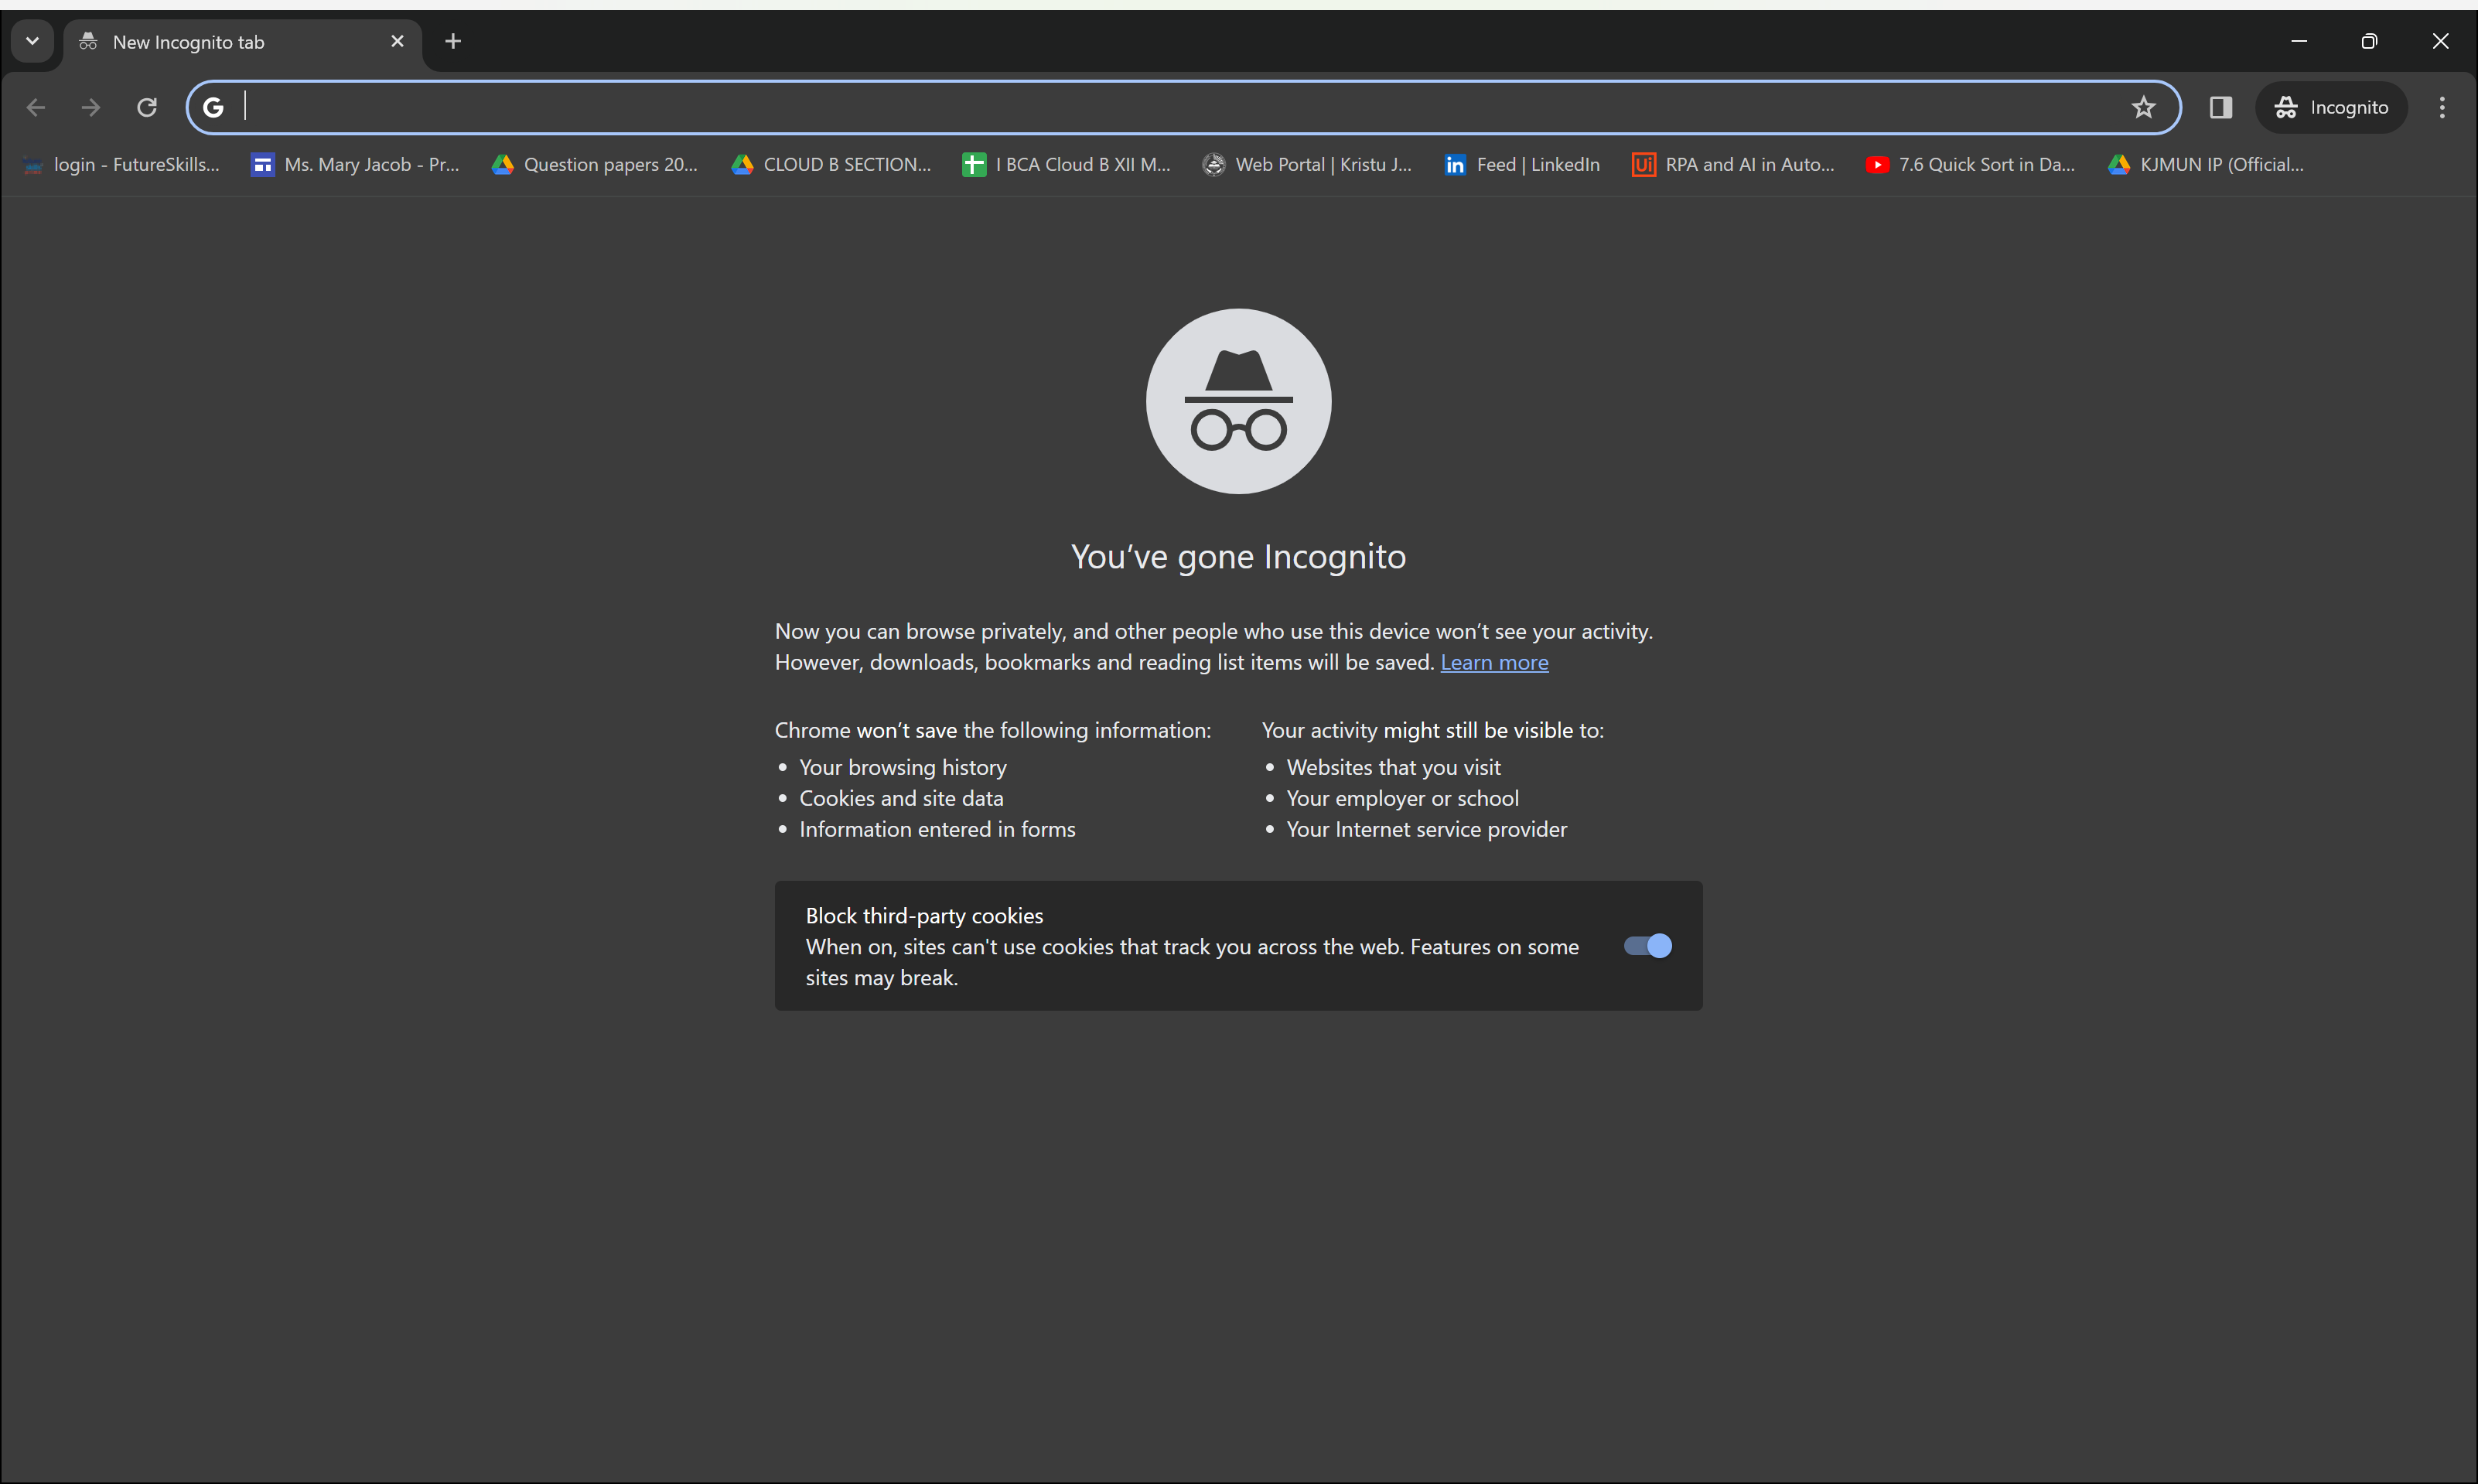 New Incognito tab
Incognito
login - FutureSkills...
Ms. Mary Jacob - Pr...
Question papers 20...
CLOUD B SECTION...
I BCA Cloud B XII M...
Web Portal | Kristu J...
in Feed | LinkedIn
Ui RPA and AI in Auto...
7.6 Quick Sort in Da...
KJMUN IP (Official...
You've gone Incognito
Now you can browse privately, and other people who use this device won't see your activity.
However, downloads, bookmarks and reading list items will be saved. Learn more
Chrome won't save the following information:
• Your browsing history
• Cookies and site data
• Information entered in forms
Your activity might still be visible to:
• Websites that you visit
• Your employer or school
• Your Internet service provider
Block third-party cookies
When on, sites can't use cookies that track you across the web. Features on some
sites may break.